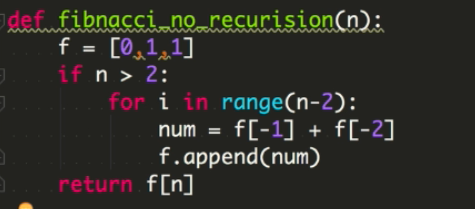 def fibnacci_no_recurision(n):
    f = [0,1,1]
    if n > 2:
        for i in range(n-2):
            num = f[-1] + f[-2]
            f.append(num)
    return f[n]